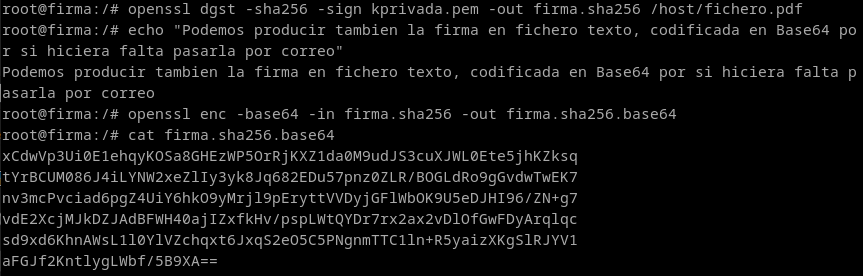 root@firma:/# openssl dgst -sha256 -sign kprivada.pem -out firma.sha256 /host/fichero.pdf
root@firma:/# echo "Podemos producir tambien la firma en fichero texto, codificada en Base64 po
r si hiciera falta pasarla por correo"
Podemos producir tambien la firma en fichero texto, codificada en Base64 por si hiciera falta p
asarla por correo
root@firma:/# openssl enc -base64 -in firma.sha256 -out firma.sha256.base64
root@firma:/# cat firma.sha256.base64
xCdwVp3Ui0E1ehqyKOSa8GHEzWP5OrRjKXZ1da0M9udJS3cuXJWL0Ete5jhKZksq
tYrBCUM086J4iLYNW2xeZlIy3yk8Jq682EDu57pnz0ZLR/BOGLdRo9gGvdwTwEK7
nv3mcPvciad6pgZ4UiY6hkO9yMrjl9pEryttVVDyjGFlWbOK9U5eDJHI96/ZN+g7
vdE2XcjMJkDZJAdBFWH40ajIZxfkHv/pspLWtQYDr7rx2ax2vDlOfGwFDyArqlqc
sd9xd6KhnAWsL1l0YlVZchqxt6JxqS2eO5C5PNgnmTTC1ln+R5yaizXKgSlRJYV1
aFGJf2KntlygLWbf/5B9XA==